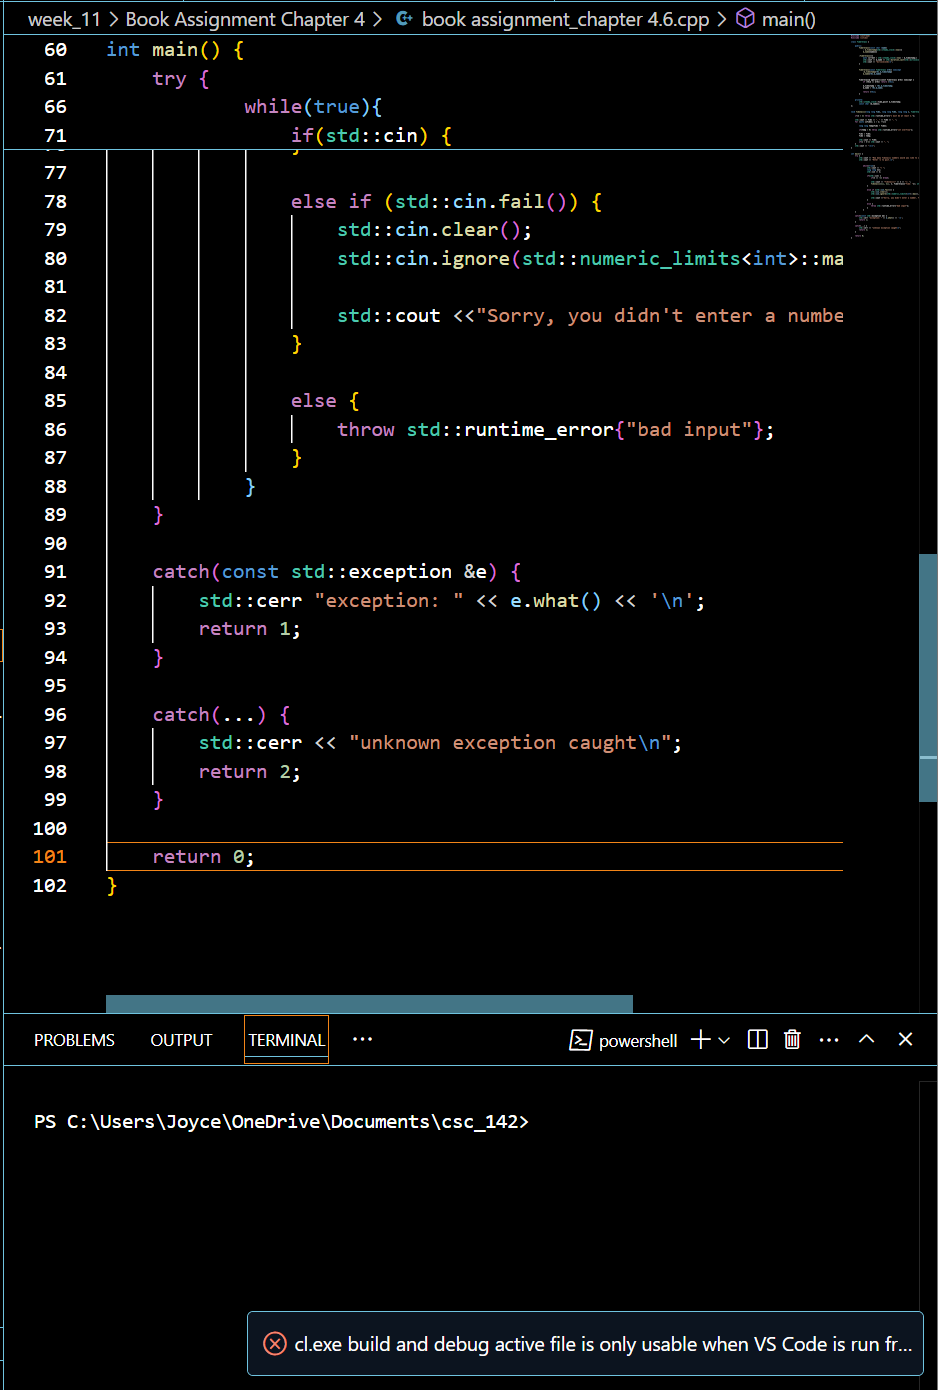 week_11 > Book Assignment Chapter 4 > book assignment_chapter 4.6.cpp > main()
60 int main() {
61 try {
66 while(true){
71 if(std::cin) {
77
78 else if (std::cin.fail()) {
79 std::cin.clear();
80 std::cin.ignore(std::numeric_limits<int>::ma
81
82 std::cout <<"Sorry, you didn't enter a numbe
83 }
84
85 else {
86 throw std::runtime_error{"bad input"};
87 }
88 }
89 }
90
91 catch(const std::exception &e) {
92 std::cerr "exception: " << e.what() << '\n';
93 return 1;
94 }
95
96 catch(...) {
97 std::cerr << "unknown exception caught\n";
98 return 2;
99 }
100
101 return 0;
102 }
PROBLEMS OUTPUT TERMINAL ··· powershell
PS C:\Users\Joyce\OneDrive\Documents\csc_142>
cl.exe build and debug active file is only usable when VS Code is run fr...